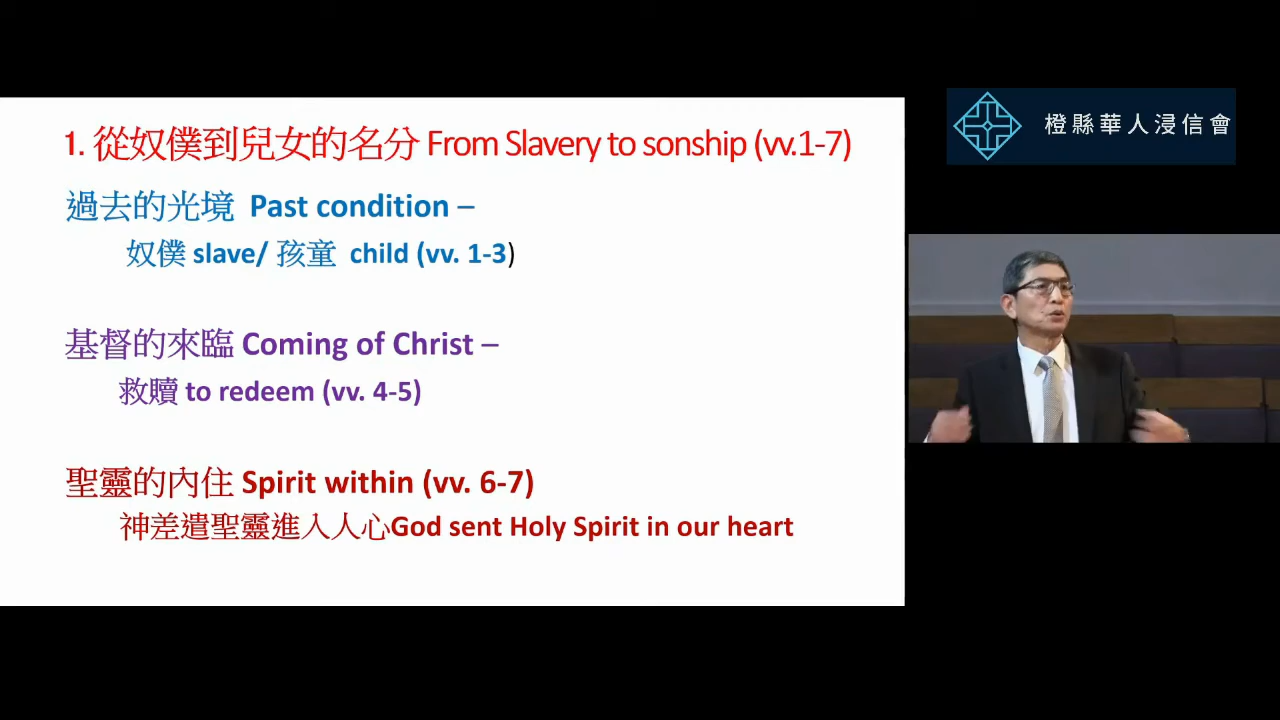 1. 從奴僕到兒女的名分 From Slavery to sonship (vv.1-7)
過去的光境 Past condition –
奴僕 slave/ 孩童 child (vv. 1-3)
基督的來臨 Coming of Christ –
救贖 to redeem (vv. 4-5)
聖靈的內住 Spirit within (vv. 6-7)
神差遣聖靈進入人心God sent Holy Spirit in our heart
橙縣華人浸信會